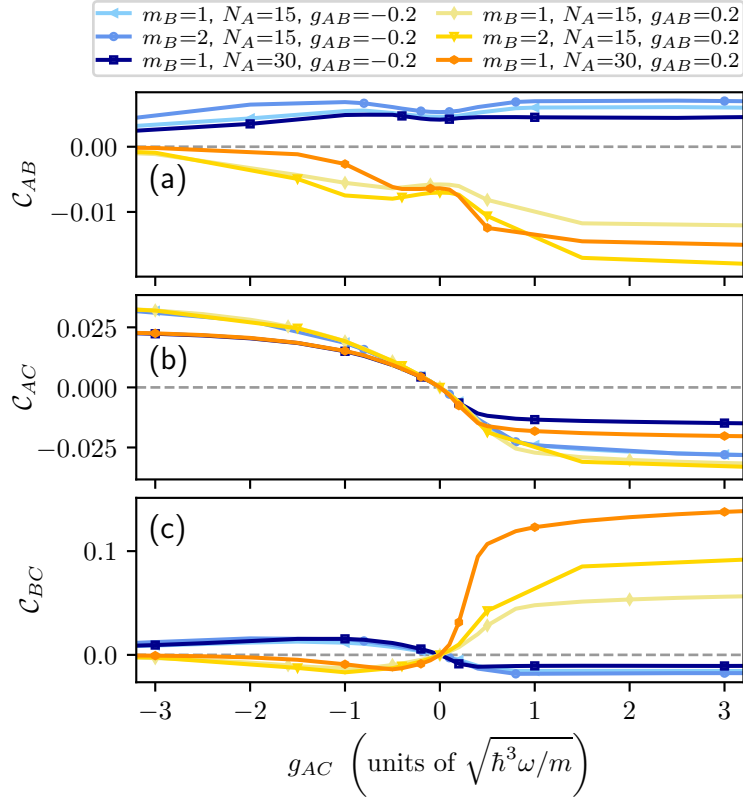 m_B=1, N_A=15, g_AB=−0.2 m_B=1, N_A=15, g_AB=0.2
m_B=2, N_A=15, g_AB=−0.2 m_B=2, N_A=15, g_AB=0.2
m_B=1, N_A=30, g_AB=−0.2 m_B=1, N_A=30, g_AB=0.2
0.00
−0.01
C_AB
(a)
0.025
0.000
−0.025
C_AC
(b)
0.1
0.0
C_BC
(c)
−3 −2 −1 0 1 2 3
g_AC (units of √ħ³ω/m)